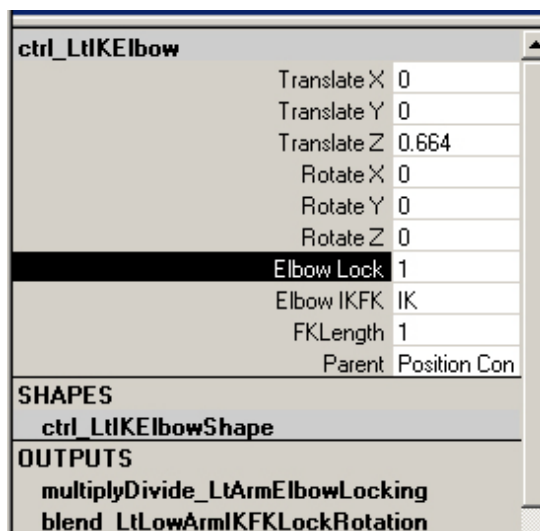 ctrl_LtIKElbow
Translate X 0
Translate Y 0
Translate Z 0.664
Rotate X 0
Rotate Y 0
Rotate Z 0
Elbow Lock 1
Elbow IKFK IK
FKLength 1
Parent Position Con
SHAPES
ctrl_LtIKElbowShape
OUTPUTS
multiplyDivide_LtArmElbowLocking
blend_LtLowArmIKFKLockRotation